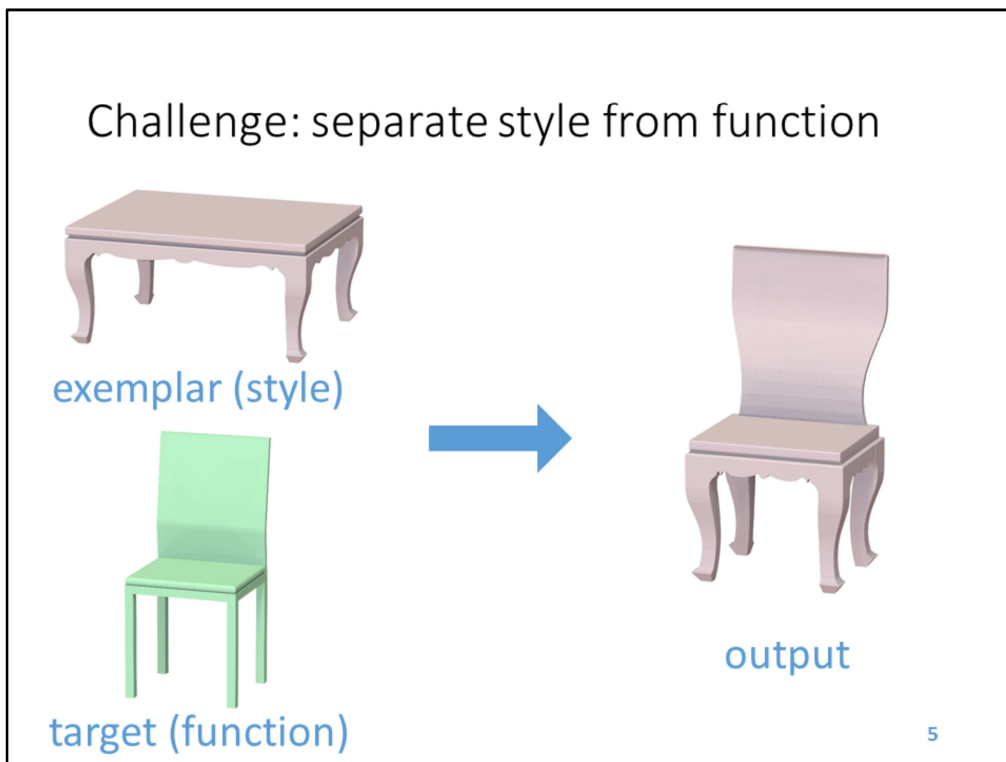 Challenge: separate style from function
exemplar (style)
target (function)
output
5